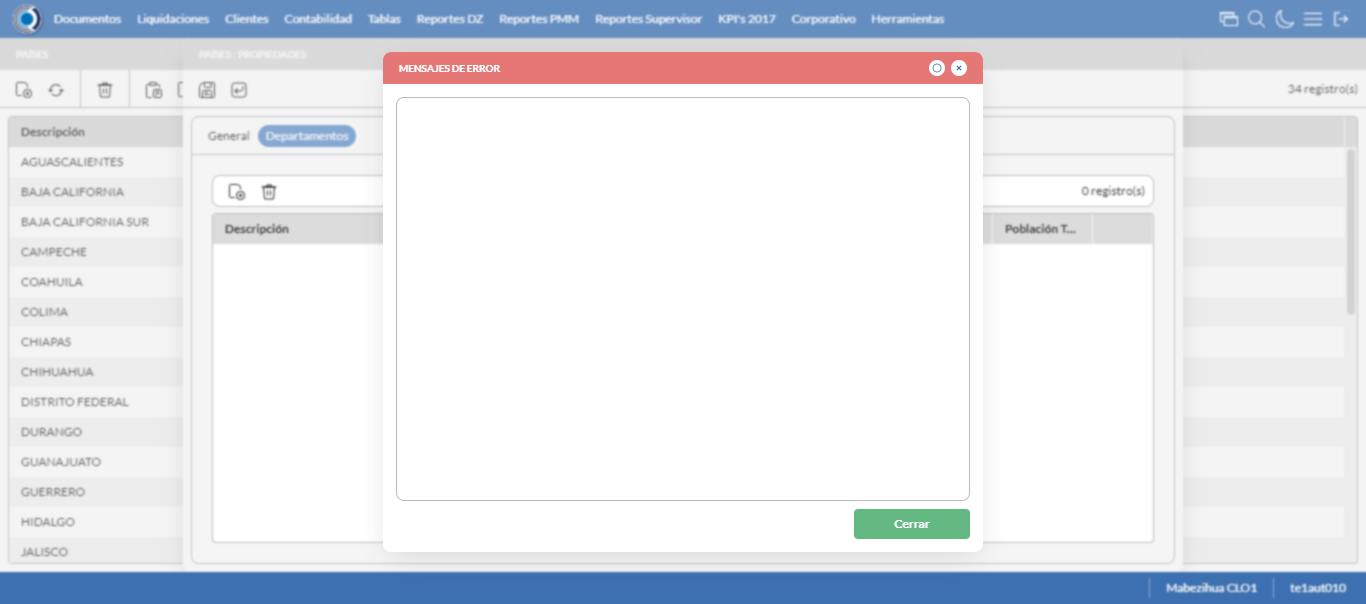 Documentos Liquidaciones Clientes Contabilidad Tablas Reportes DZ Reportes PMM Reportes Supervisor KPI's 2017 Corporativo Herramientas
PAISES
PAISES : PROPIEDADES
MENSAJES DE ERROR
34 registro(s)
General Departamentos
0 registro(s)
Descripción
Descripción
Población T...
AGUASCALIENTES
BAJA CALIFORNIA
BAJA CALIFORNIA SUR
CAMPECHE
COAHUILA
COLIMA
CHIAPAS
CHIHUAHUA
DISTRITO FEDERAL
DURANGO
GUANAJUATO
GUERRERO
HIDALGO
JALISCO
Cerrar
Mabezihua CLO1
te1aut010